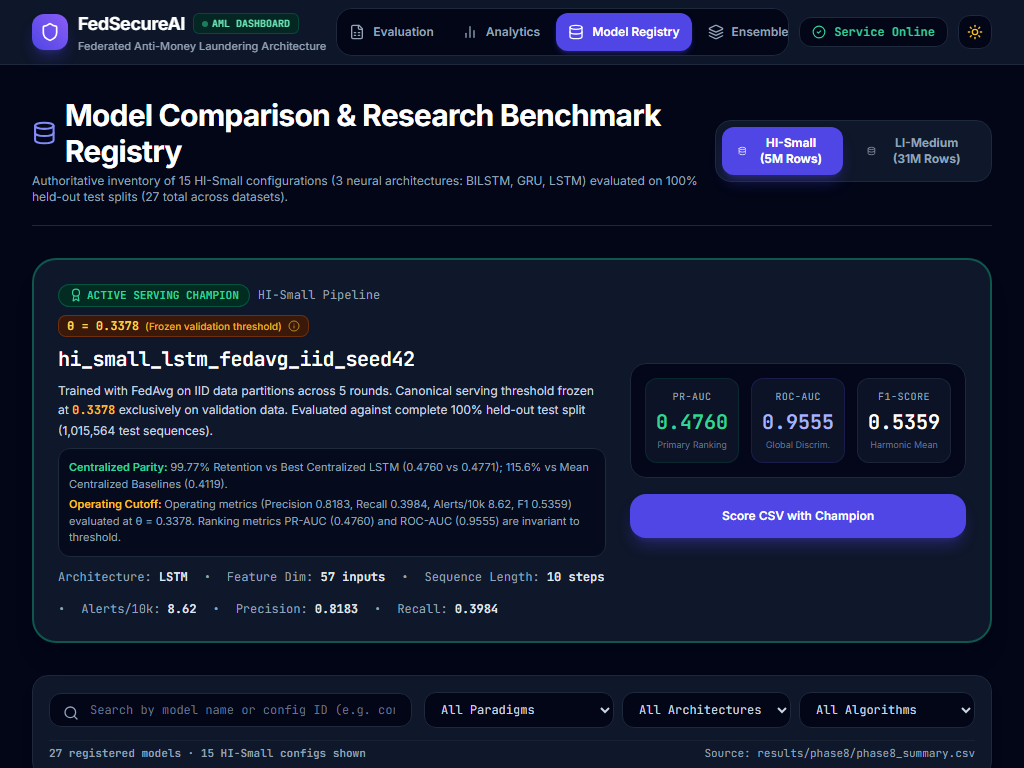 FedSecureAI
AML DASHBOARD
Federated Anti-Money Laundering Architecture
Evaluation
Analytics
Model Registry
Ensemble
Service Online
Model Comparison & Research Benchmark
Registry
Authoritative inventory of 15 HI-Small configurations (3 neural architectures: BILSTM, GRU, LSTM) evaluated on 100%
held-out test splits (27 total across datasets).
HI-Small
(5M Rows)
LI-Medium
(31M Rows)
ACTIVE SERVING CHAMPION
HI-Small Pipeline
θ = 0.3378 (Frozen validation threshold)
hi_small_lstm_fedavg_iid_seed42
Trained with FedAvg on IID data partitions across 5 rounds. Canonical serving threshold frozen
at 0.3378 exclusively on validation data. Evaluated against complete 100% held-out test split
(1,015,564 test sequences).
Centralized Parity: 99.77% Retention vs Best Centralized LSTM (0.4760 vs 0.4771); 115.6% vs Mean
Centralized Baselines (0.4119).
Operating Cutoff: Operating metrics (Precision 0.8183, Recall 0.3984, Alerts/10k 8.62, F1 0.5359)
evaluated at θ = 0.3378. Ranking metrics PR-AUC (0.4760) and ROC-AUC (0.9555) are invariant to
threshold.
Architecture: LSTM • Feature Dim: 57 inputs • Sequence Length: 10 steps
• Alerts/10k: 8.62 • Precision: 0.8183 • Recall: 0.3984
PR-AUC
0.4760
Primary Ranking
ROC-AUC
0.9555
Global Discrim.
F1-SCORE
0.5359
Harmonic Mean
Score CSV with Champion
Search by model name or config ID (e.g. co
All Paradigms
All Architectures
All Algorithms
27 registered models · 15 HI-Small configs shown
Source: results/phase8/phase8_summary.csv